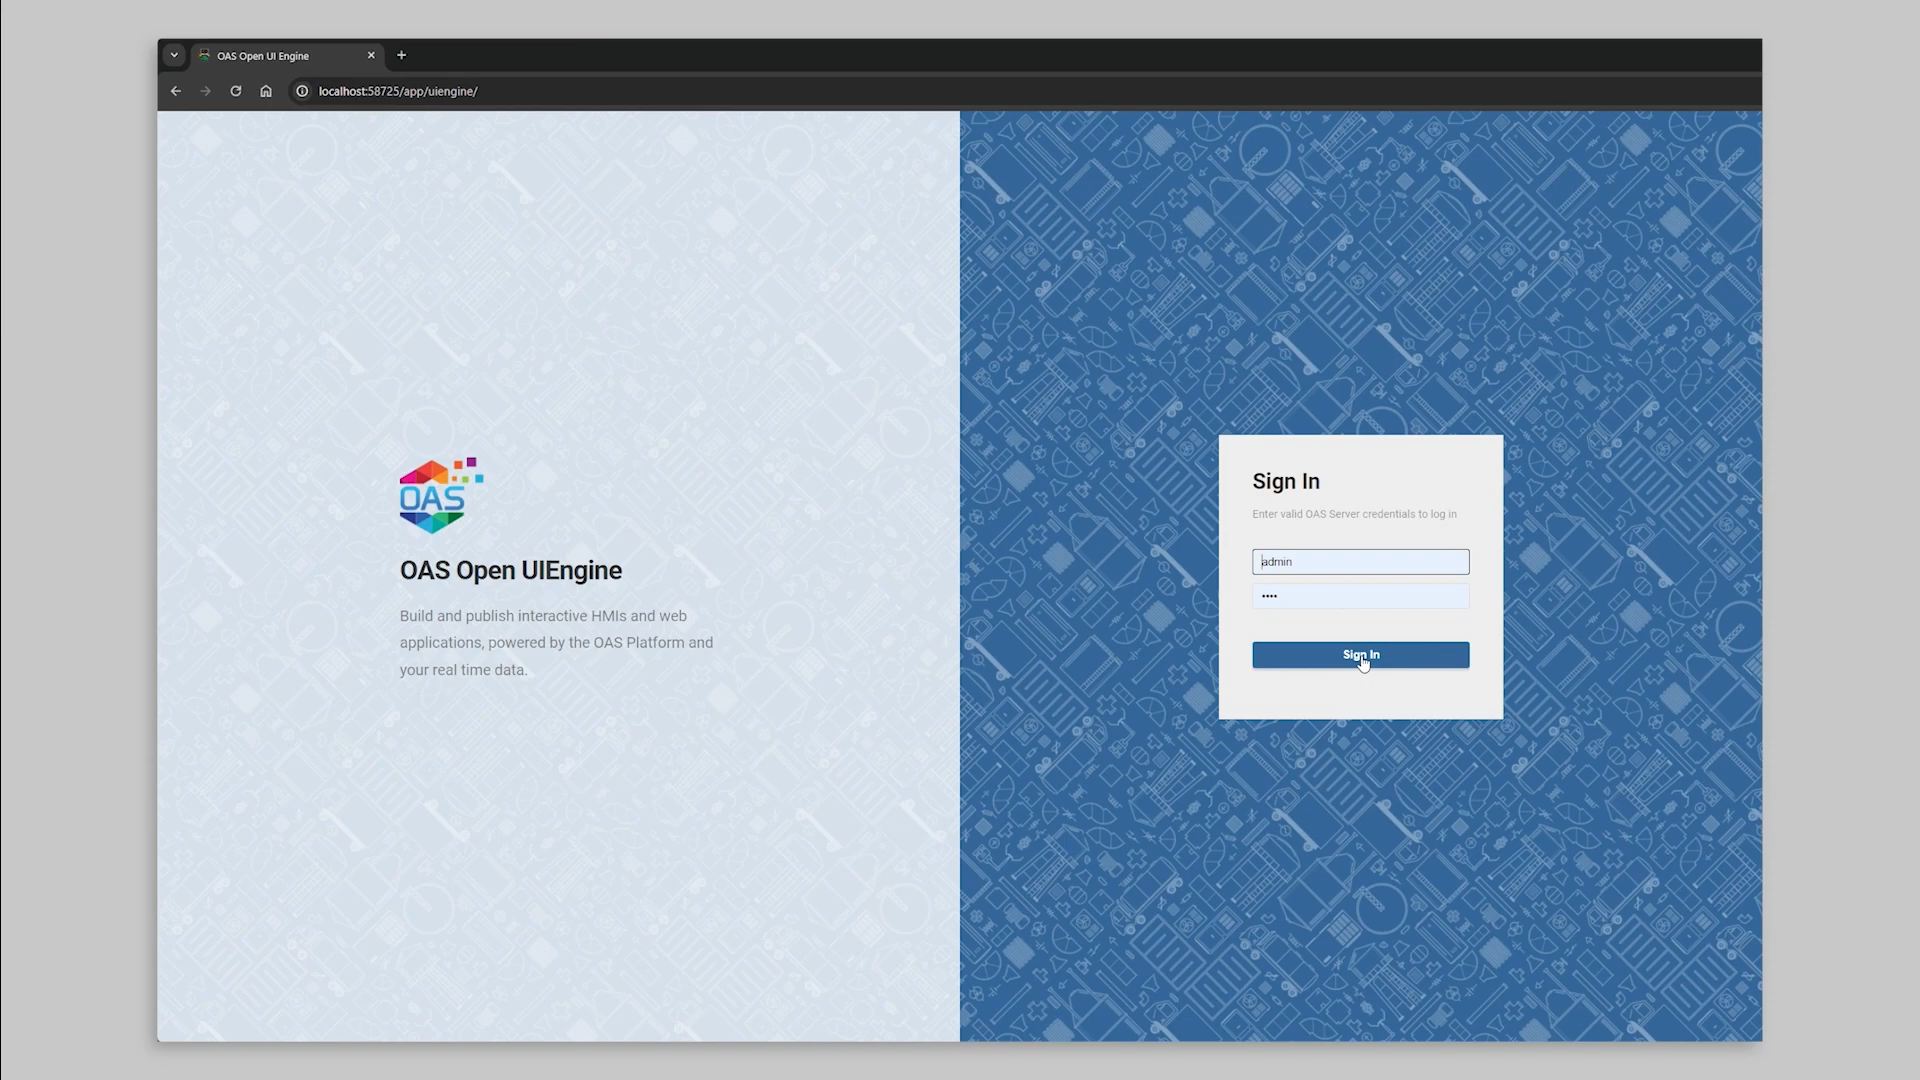 OAS Open UI Engine
localhost:58725/app/uiengine/
OAS
OAS Open UIEngine
Build and publish interactive HMIs and web
applications, powered by the OAS Platform and
your real time data.
Sign In
Enter valid OAS Server credentials to log in
admin
••••
Sign In